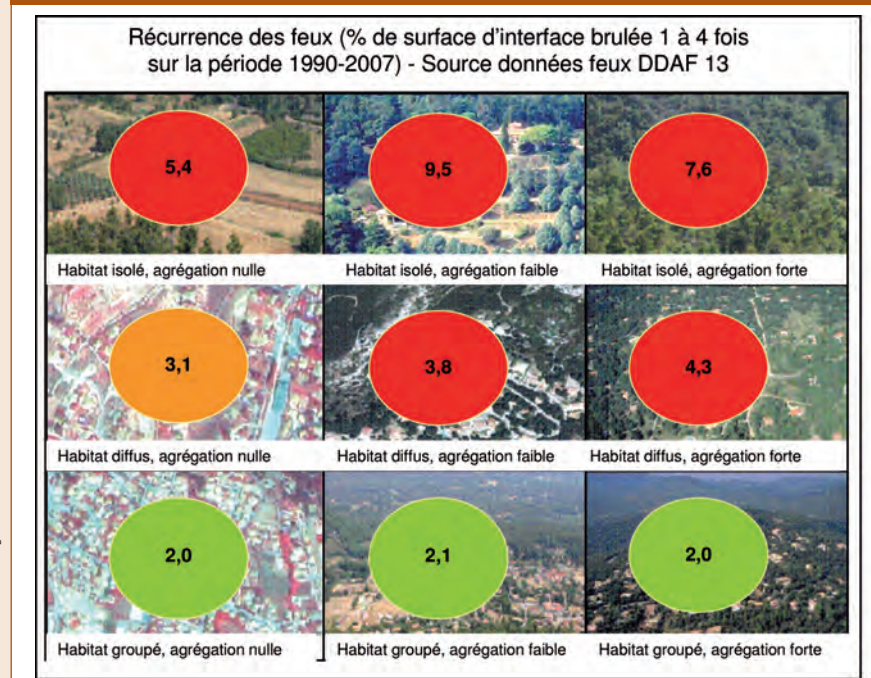 Récurrence des feux (% de surface d'interface brulée 1 à 4 fois
sur la période 1990-2007) - Source données feux DDAF 13
5,4
9,5
7,6
Habitat isolé, agrégation nulle
Habitat isolé, agrégation faible
Habitat isolé, agrégation forte
3,1
3,8
4,3
Habitat diffus, agrégation nulle
Habitat diffus, agrégation faible
Habitat diffus, agrégation forte
2,0
2,1
2,0
Habitat groupé, agrégation nulle
Habitat groupé, agrégation faible
Habitat groupé, agrégation forte